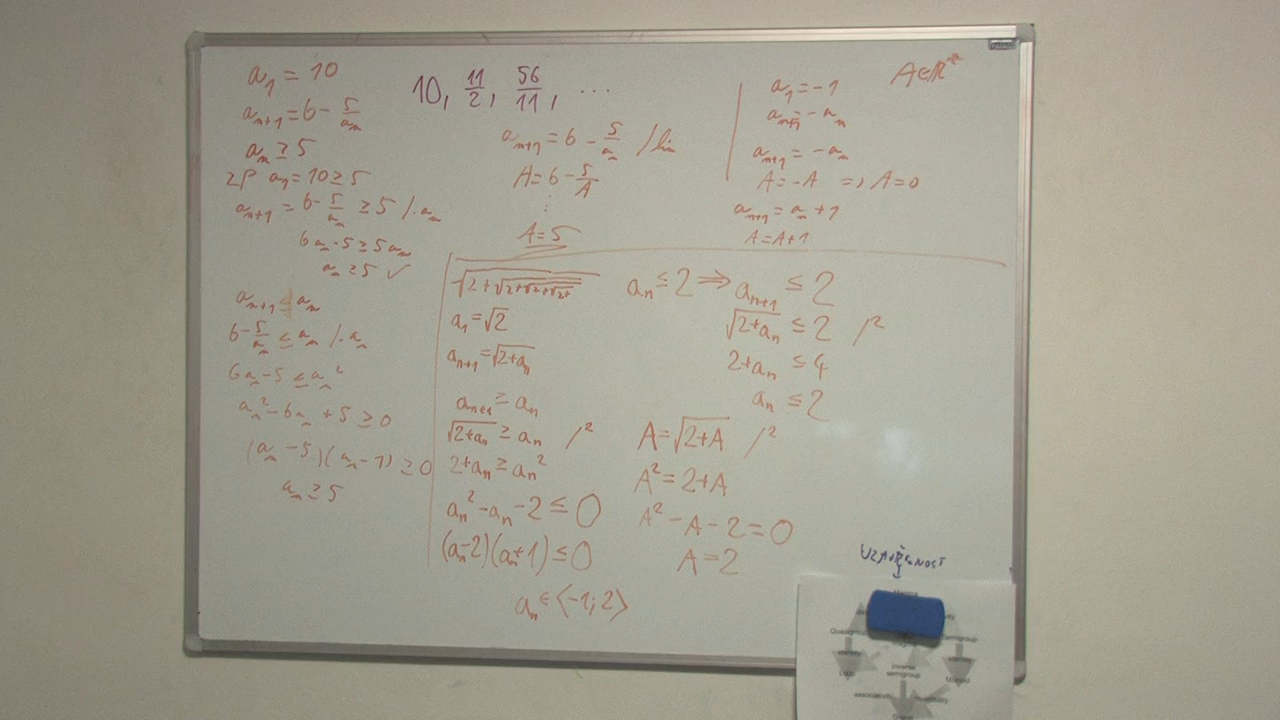 a₁ = 10
aₙ₊₁ = 6 - 5/aₙ
aₙ ≥ 5
ZP a₁ = 10 ≥ 5
aₙ₊₁ = 6 - 5/aₙ ≥ 5 /·aₙ
6aₙ - 5 ≥ 5aₙ
aₙ ≥ 5 ✓
aₙ₊₁ ≤ aₙ
6 - 5/aₙ ≤ aₙ /·aₙ
6aₙ - 5 ≤ aₙ²
aₙ² - 6aₙ + 5 ≥ 0
(aₙ - 5)(aₙ - 1) ≥ 0
aₙ ≥ 5
10, 11/2, 56/11, ...
aₙ₊₁ = 6 - 5/aₙ /lim
A = 6 - 5/A
⋮
A = 5
a₁ = -1
aₙ₊₁ = -aₙ
aₙ₊₁ = -aₙ
A = -A => A = 0
aₙ₊₁ = aₙ + 1
A = A + 1
A∈ℝ*
√2+√2+√2+√2+
a₁ = √2
aₙ₊₁ = √2+aₙ
aₙ₊₁ ≥ aₙ
√2+aₙ ≥ aₙ /²
2+aₙ ≥ aₙ²
aₙ² - aₙ - 2 ≤ 0
(aₙ-2)(aₙ+1) ≤ 0
aₙ ∈ ⟨-1; 2⟩
aₙ ≤ 2 ⇒ aₙ₊₁ ≤ 2
√2+aₙ ≤ 2 /²
2+aₙ ≤ 4
aₙ ≤ 2
A = √2+A /²
A² = 2+A
A² - A - 2 = 0
A = 2
UZAVŘENOST
Inverse
semigroup